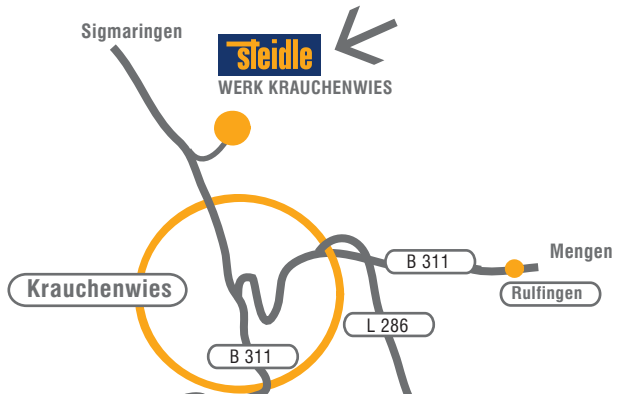 Sigmaringen
steidle
WERK KRAUCHENWIES
Mengen
B 311
Krauchenwies
Rulfingen
L 286
B 311